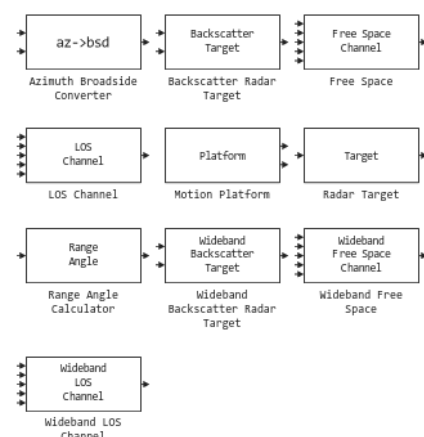 az->bsd
Azimuth Broadside
Converter
Backscatter
Target
Backscatter Radar
Target
Free Space
Channel
Free Space
LOS
Channel
LOS Channel
Platform
Motion Platform
Target
Radar Target
Range
Angle
Range Angle
Calculator
Wideband
Backscatter
Target
Wideband
Backscatter Radar
Target
Wideband
Free Space
Channel
Wideband Free
Space
Wideband
LOS
Channel
Wideband LOS
Channel